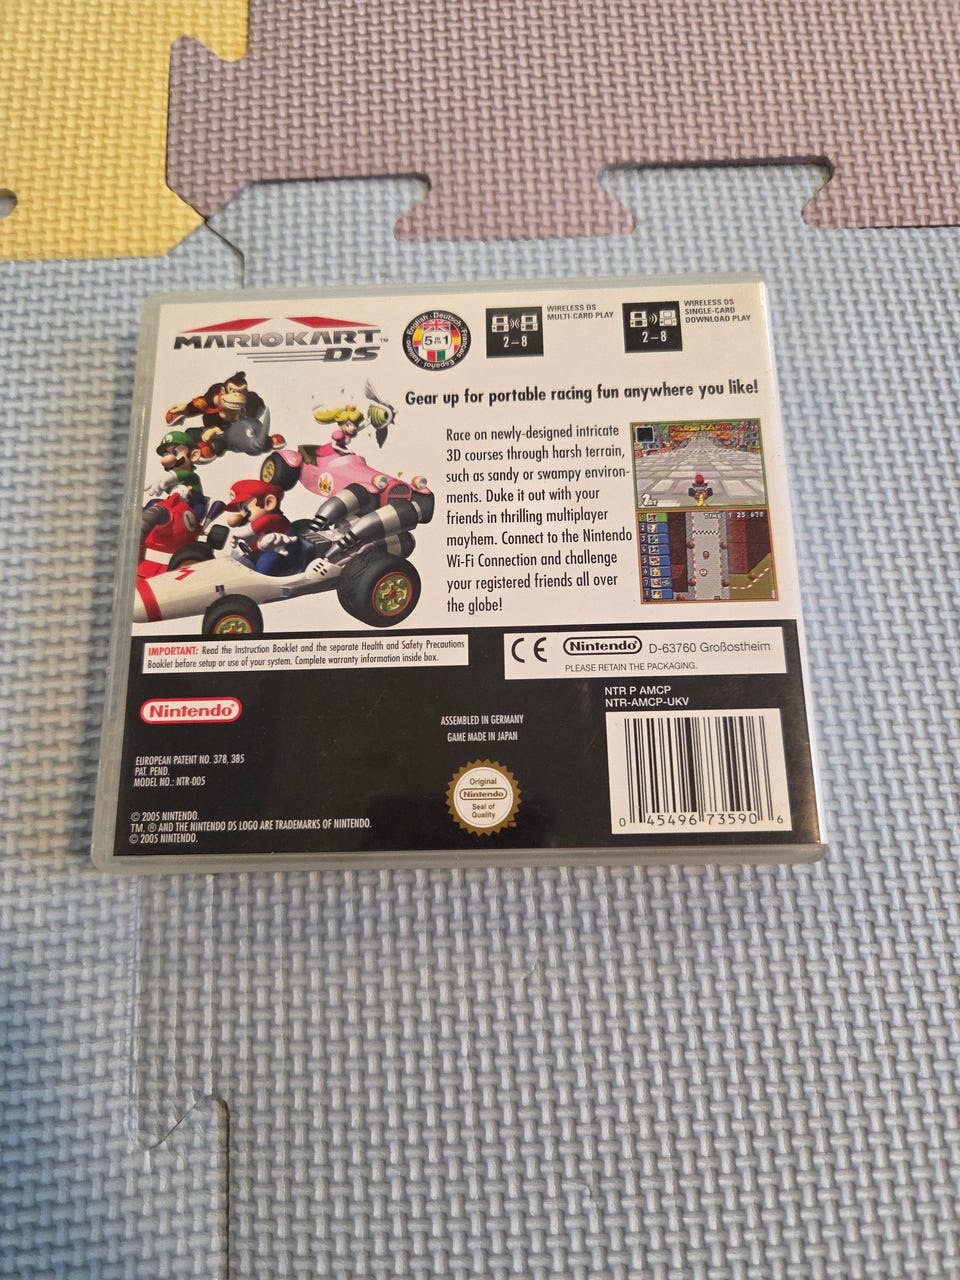 MARIOKART™
DS
English · Deutsch · Français · Español · Italiano
5 IN 1
2–8
WIRELESS DS
MULTI-CARD PLAY
2–8
WIRELESS DS
SINGLE-CARD
DOWNLOAD PLAY
Gear up for portable racing fun anywhere you like!
Race on newly-designed intricate
3D courses through harsh terrain,
such as sandy or swampy environ-
ments. Duke it out with your
friends in thrilling multiplayer
mayhem. Connect to the Nintendo
Wi-Fi Connection and challenge
your registered friends all over
the globe!
MARIOKART
TIME 1 25 678
M
IMPORTANT: Read the Instruction Booklet and the separate Health and Safety Precautions
Booklet before setup or use of your system. Complete warranty information inside box.
CE Nintendo® D-63760 Großostheim
PLEASE RETAIN THE PACKAGING.
NTR P AMCP
NTR-AMCP-UKV
Nintendo®
ASSEMBLED IN GERMANY
GAME MADE IN JAPAN
EUROPEAN PATENT NO. 378, 385
PAT. PEND.
MODEL NO.: NTR-005
Original
Nintendo®
Seal of
Quality
TM
© 2005 NINTENDO.
TM, ® AND THE NINTENDO DS LOGO ARE TRADEMARKS OF NINTENDO.
© 2005 NINTENDO.
0 45496 73590 6